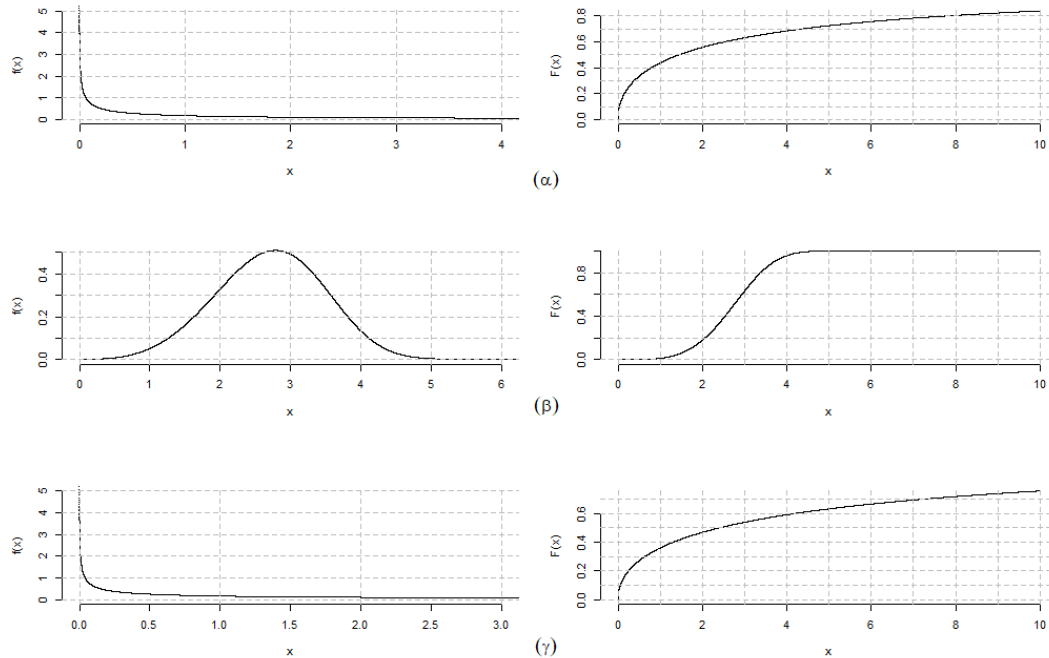 f(x)
0 1 2 3 4 5
0 1 2 3 4
x
F(x)
0.0 0.2 0.4 0.6 0.8
0 2 4 6 8 10
x
(α)
f(x)
0.0 0.2 0.4
0 1 2 3 4 5 6
x
F(x)
0.0 0.4 0.8
0 2 4 6 8 10
x
(β)
f(x)
0 1 2 3 4 5
0.0 0.5 1.0 1.5 2.0 2.5 3.0
x
F(x)
0.0 0.2 0.4 0.6
0 2 4 6 8 10
x
(γ)